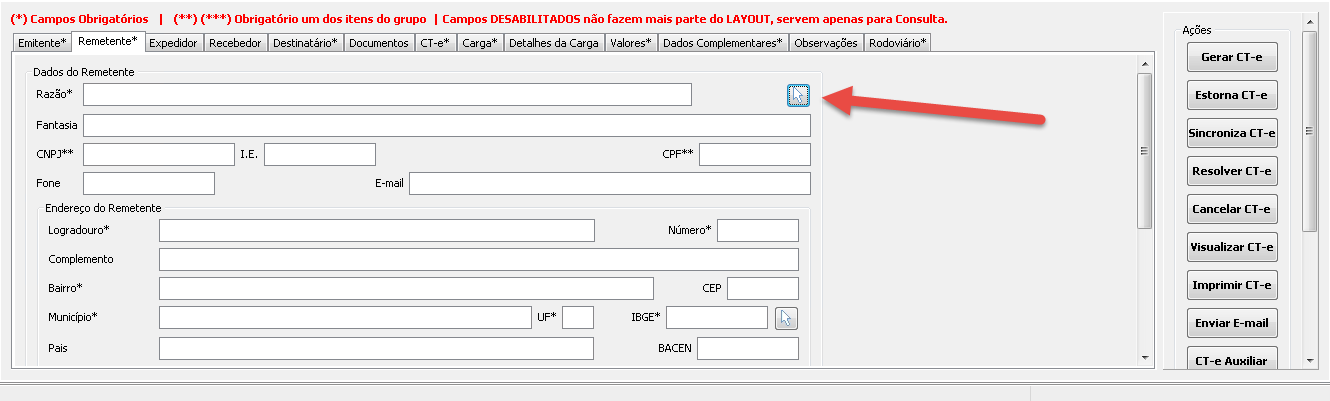 (*) Campos Obrigatórios | (**) (***) Obrigatório um dos itens do grupo | Campos DESABILITADOS não fazem mais parte do LAYOUT, servem apenas para Consulta.
Emitente* Remetente* Expedidor Recebedor Destinatário* Documentos CT-e* Carga* Detalhes da Carga Valores* Dados Complementares* Observações Rodoviário*
Dados do Remetente
Razão*
Fantasia
CNPJ** I.E. CPF**
Fone E-mail
Endereço do Remetente
Logradouro* Número*
Complemento
Bairro* CEP
Município* UF* IBGE*
Pais BACEN
Ações
Gerar CT-e
Estorna CT-e
Sincroniza CT-e
Resolver CT-e
Cancelar CT-e
Visualizar CT-e
Imprimir CT-e
Enviar E-mail
CT-e Auxiliar